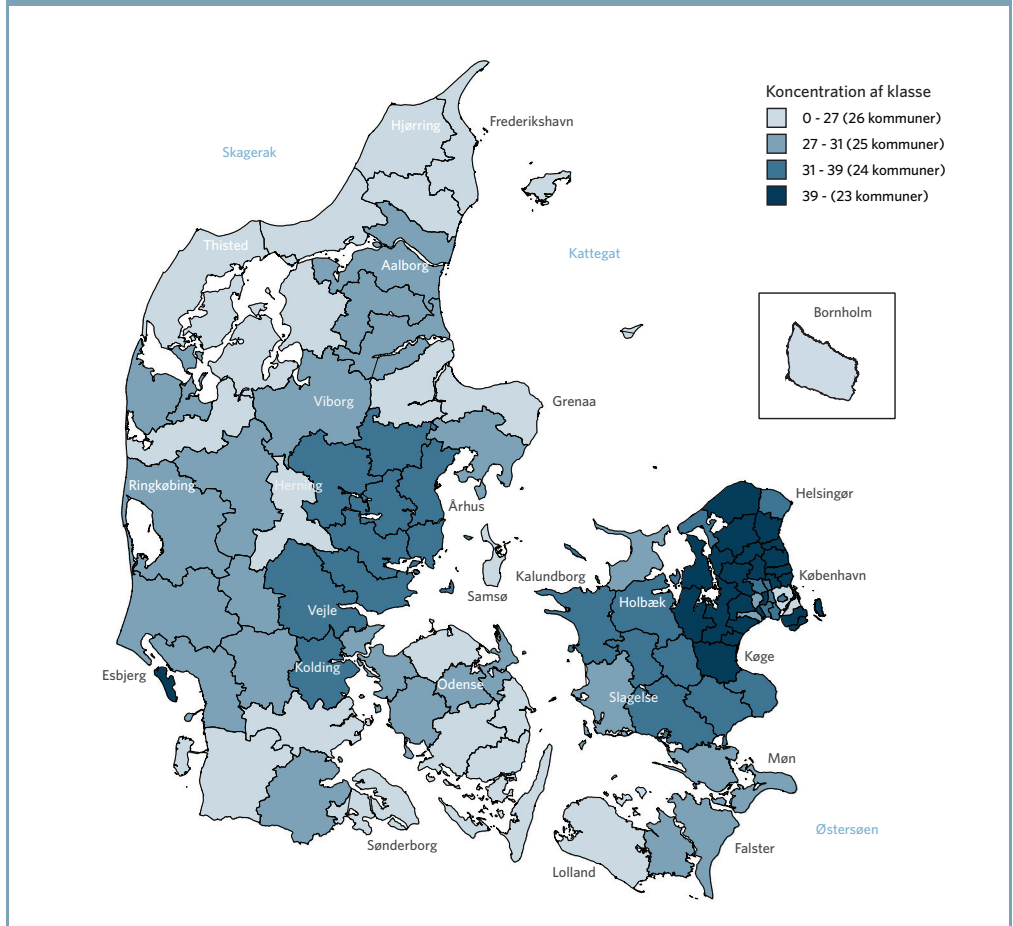 Koncentration af klasse
0 - 27 (26 kommuner)
27 - 31 (25 kommuner)
31 - 39 (24 kommuner)
39 - (23 kommuner)
Hjørring
Frederikshavn
Skagerak
Thisted
Kattegat
Aalborg
Bornholm
Viborg
Grenaa
Ringkøbing
Herning
Helsingør
Århus
Kalundborg
København
Samsø
Holbæk
Vejle
Køge
Kolding
Esbjerg
Odense
Slagelse
Møn
Østersøen
Sønderborg
Falster
Lolland